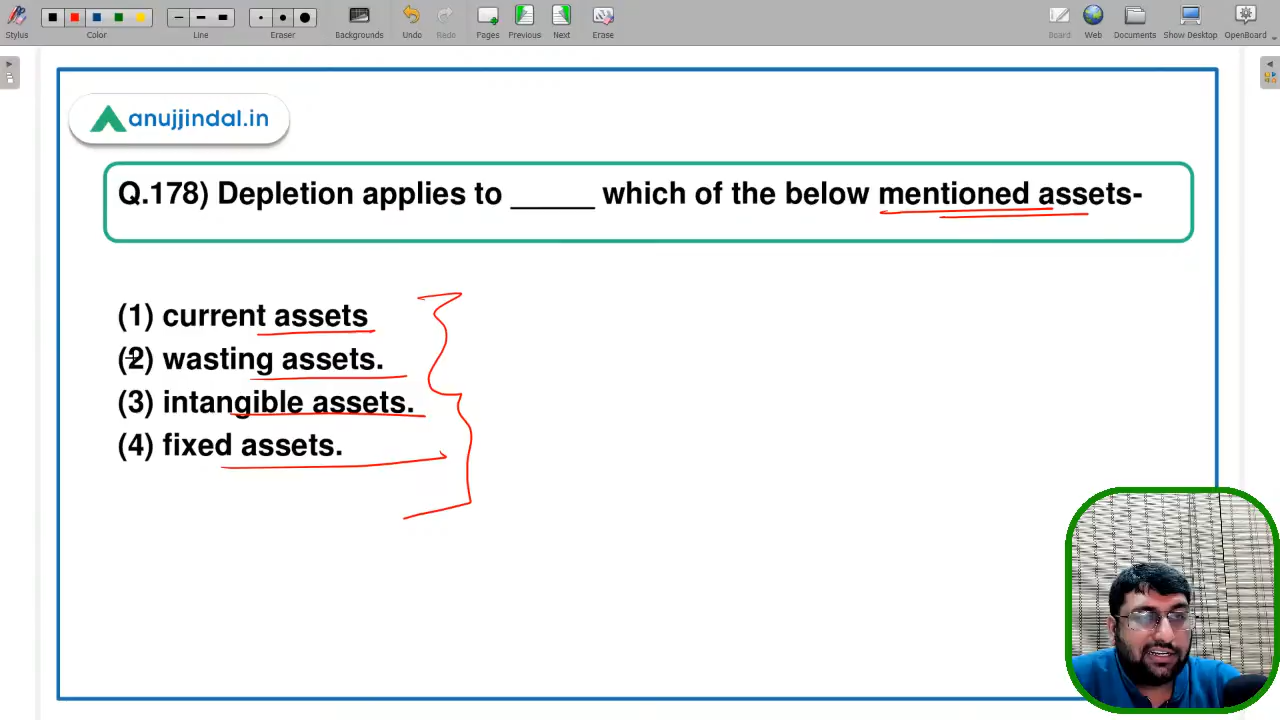 Stylus
Color
Line
Eraser
Backgrounds
Undo
Redo
Pages
Previous
Next
Erase
Board
Web
Documents
Show Desktop
OpenBoard
anujjindal.in
Q.178) Depletion applies to _____ which of the below mentioned assets-
(1) current assets
(2) wasting assets.
(3) intangible assets.
(4) fixed assets.